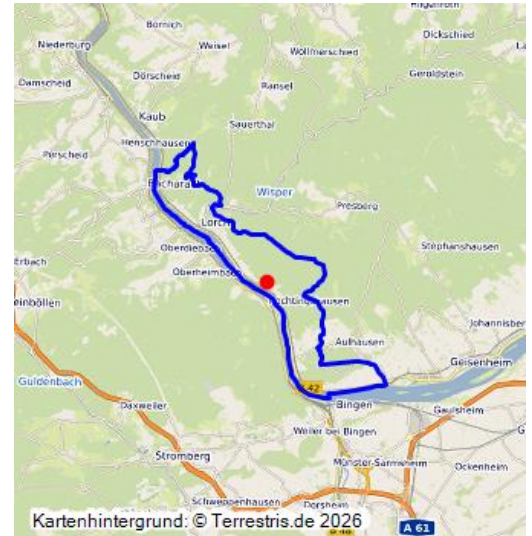 Bornich
Dickschied
Niederburg
Weisel
Wollmerschied
Geroldstein
Damscheid
Dörscheid
Ransel
Kaub
Sauerthal
Henschhausen
Perscheid
Bacharach
Wisper
Lorch
Presberg
Oberdiebach
Stephanshausen
Erbach
Oberheimbach
Rheinböllen
Trechtingshausen
Johannisberg
Aulhausen
Geisenheim
Guldenbach
B 42
Daxweiler
Bingen
Gaulsheim
Weiler bei Bingen
Stromberg
Münster-Sarmsheim
Ockenheim
Schweppenhausen
Dorsheim
Kartenhintergrund: © Terrestris.de 2026
A 61